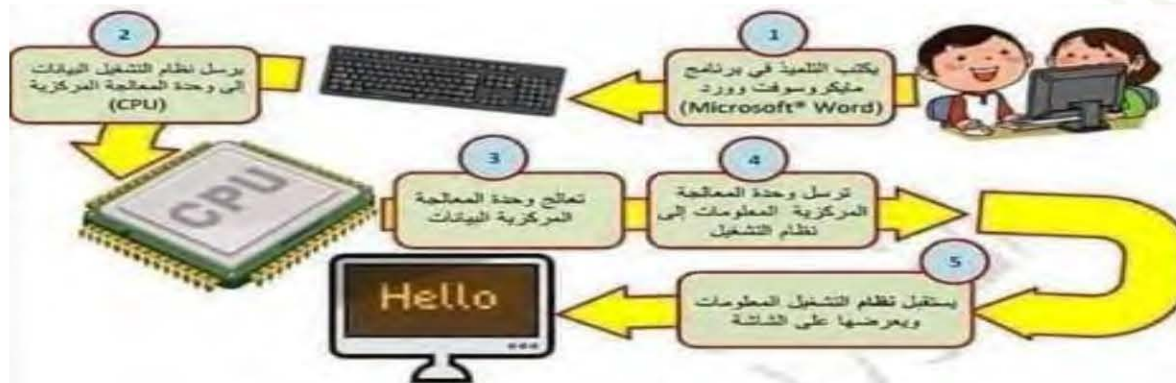 1
يكتب التلميذ في برنامج
مايكروسوفت وورد
(Microsoft® Word)
2
يرسل نظام التشغيل البيانات
إلى وحدة المعالجة المركزية
(CPU)
CPU
3
تعالج وحدة المعالجة
المركزية البيانات
4
ترسل وحدة المعالجة
المركزية المعلومات إلى
نظام التشغيل
5
يستقبل نظام التشغيل المعلومات
ويعرضها على الشاشة
Hello